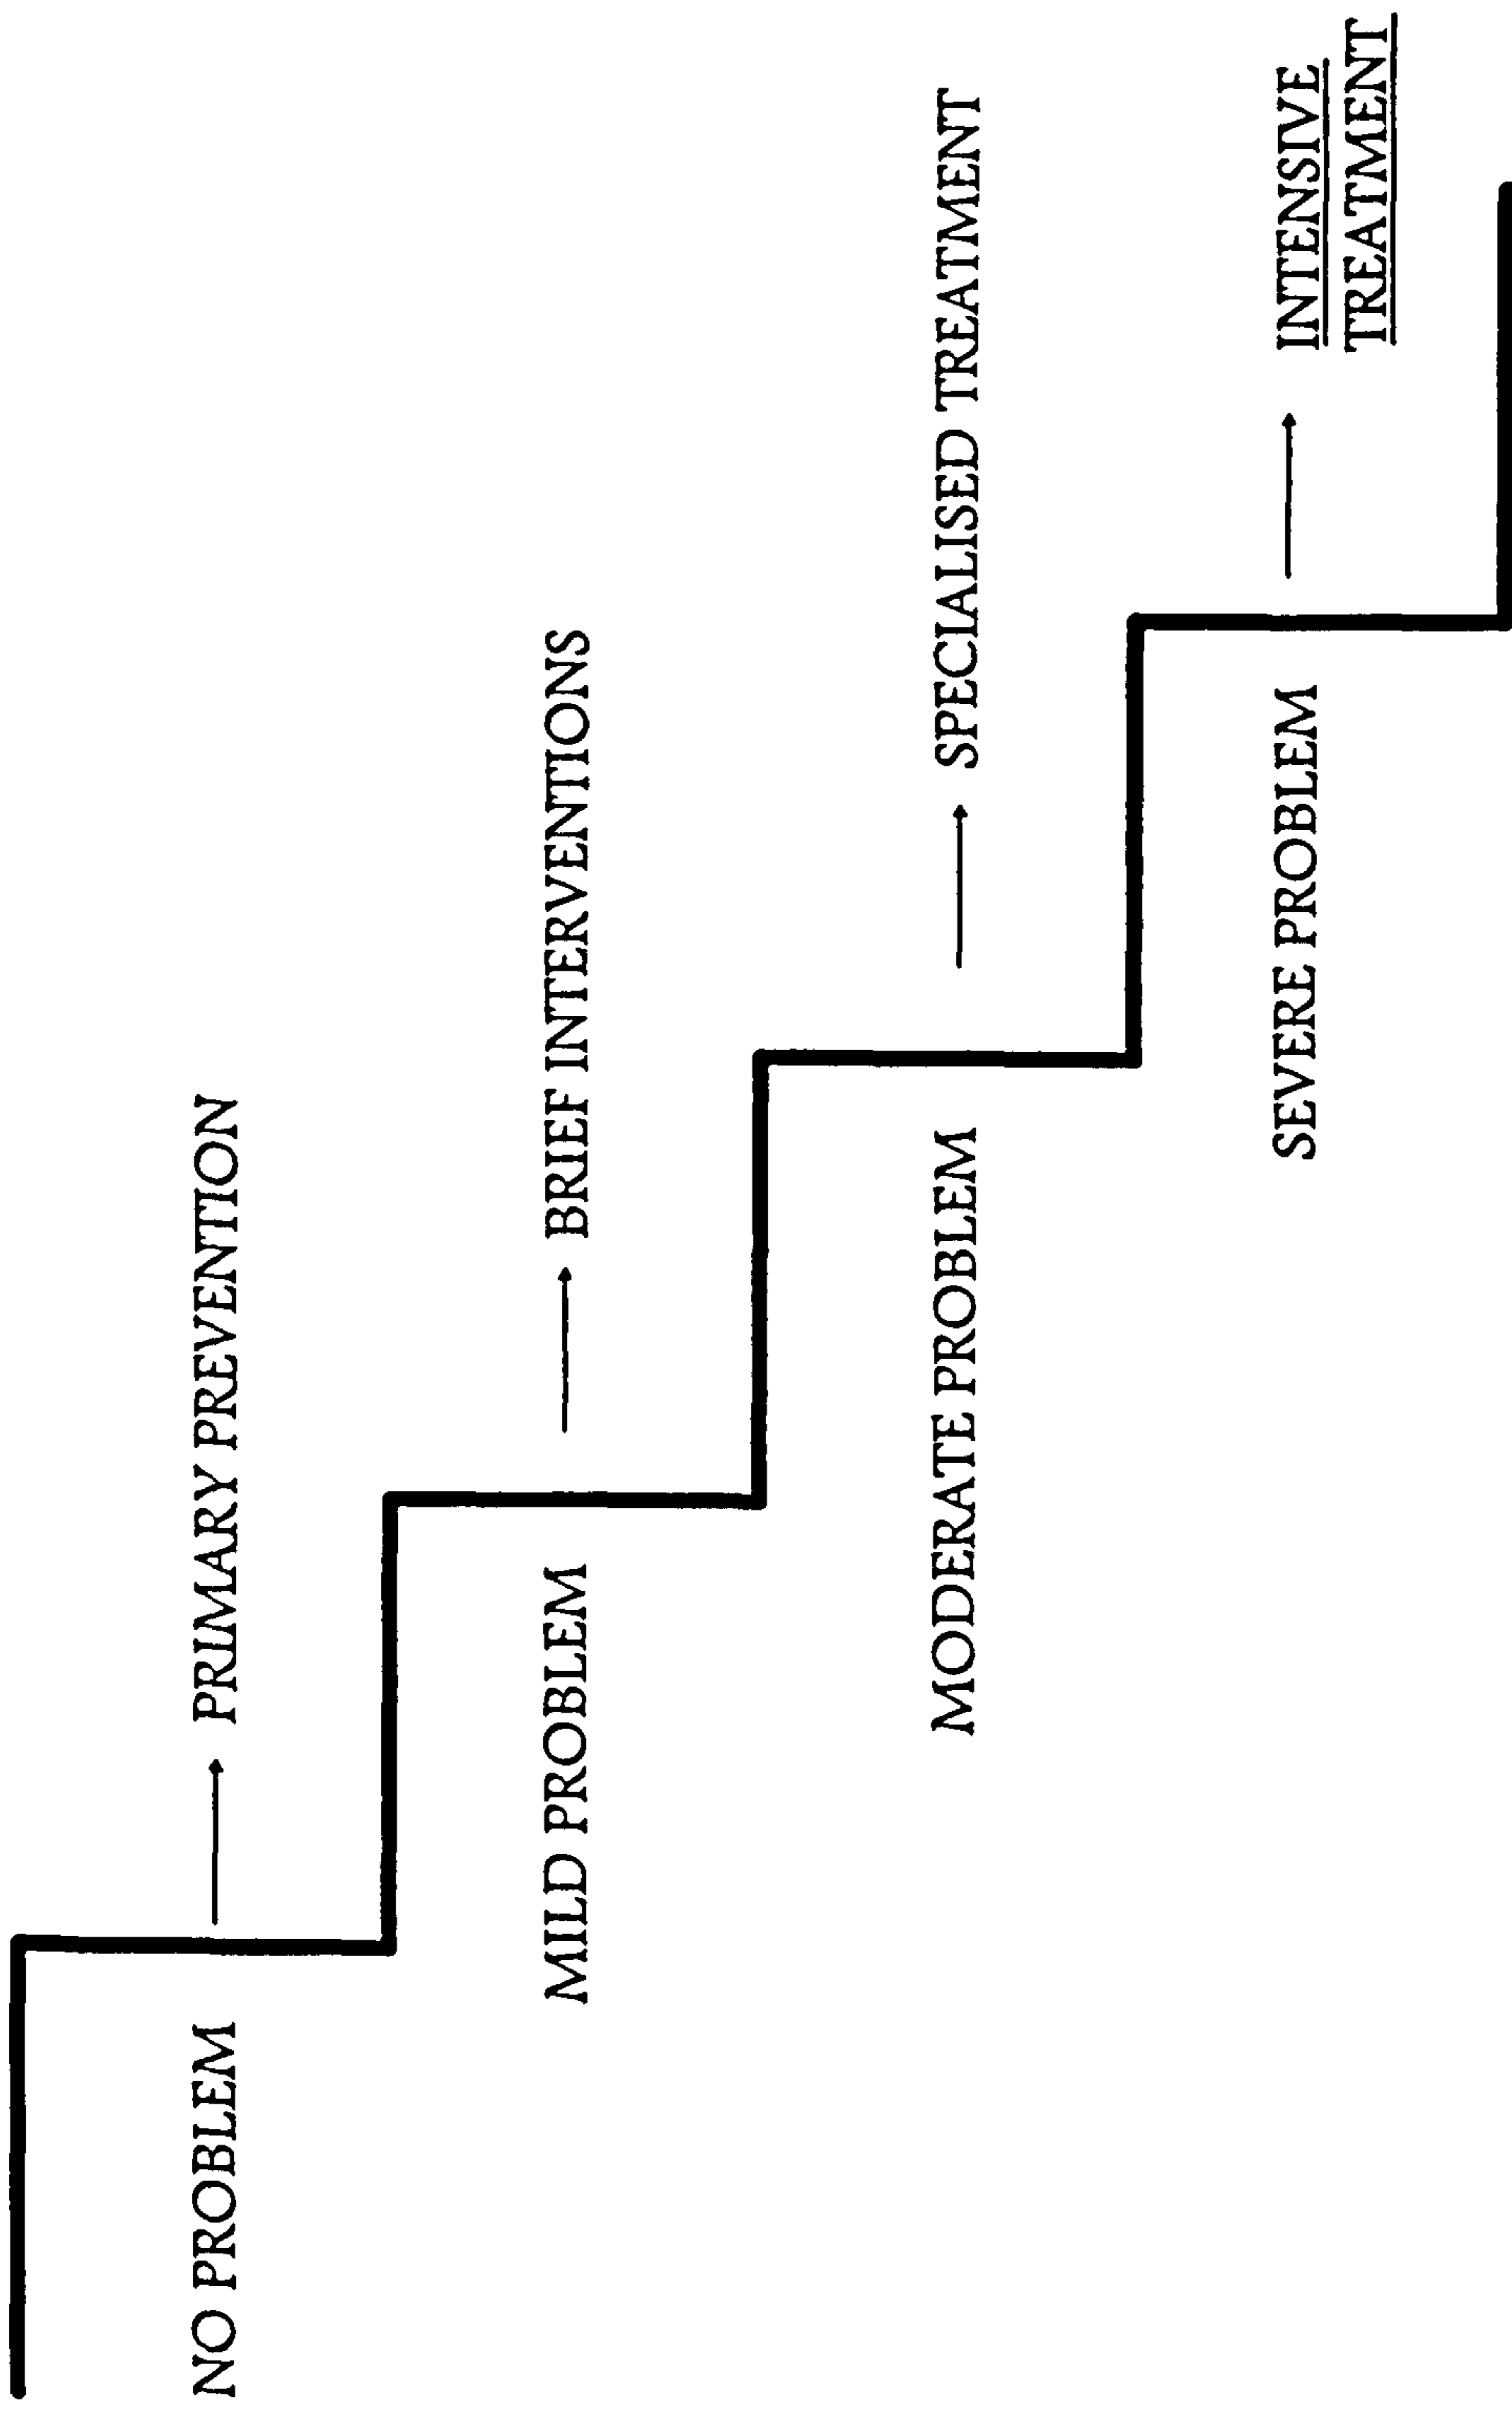 NO PROBLEM → PRIMARY PREVENTION
MILD PROBLEM → BRIEF INTERVENTIONS
MODERATE PROBLEM → SPECIALISED TREATMENT
SEVERE PROBLEM → INTENSIVE
TREATMENT